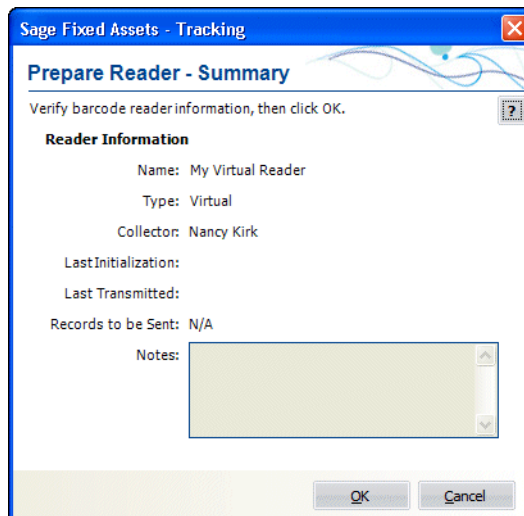 Sage Fixed Assets - Tracking
Prepare Reader - Summary
Verify barcode reader information, then click OK.
?
Reader Information
Name: My Virtual Reader
Type: Virtual
Collector: Nancy Kirk
Last Initialization:
Last Transmitted:
Records to be Sent: N/A
Notes:
OK Cancel